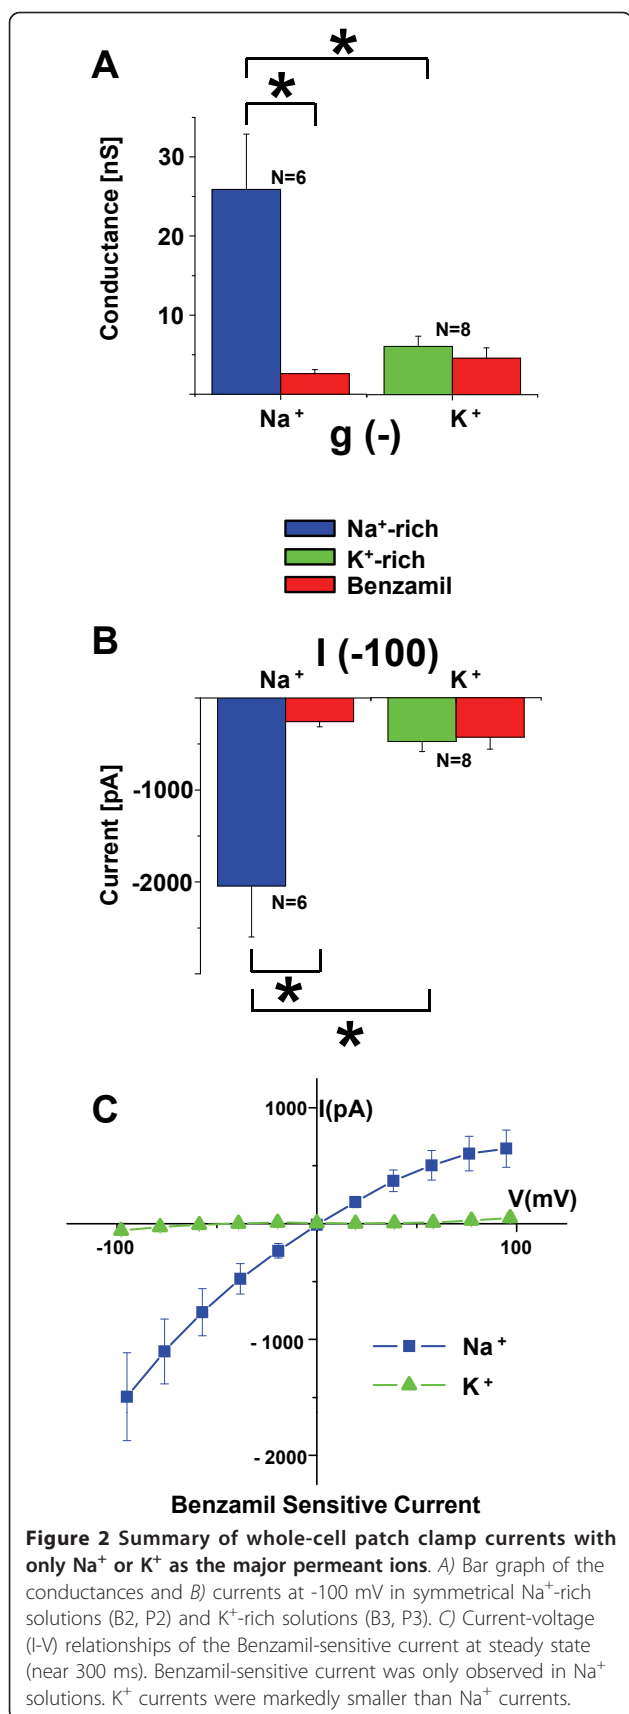 A
*
*
Conductance [nS]
30
20
10
N=6
N=8
Na⁺
K⁺
g (-)
Na⁺-rich
K⁺-rich
Benzamil
B
I (-100)
Na⁺
K⁺
Current [pA]
-1000
-2000
N=8
N=6
*
*
C
1000
I(pA)
V(mV)
-100
100
-1000
-2000
Na⁺
K⁺
Benzamil Sensitive Current
Figure 2 Summary of whole-cell patch clamp currents with
only Na⁺ or K⁺ as the major permeant ions. A) Bar graph of the
conductances and B) currents at -100 mV in symmetrical Na⁺-rich
solutions (B2, P2) and K⁺-rich solutions (B3, P3). C) Current-voltage
(I-V) relationships of the Benzamil-sensitive current at steady state
(near 300 ms). Benzamil-sensitive current was only observed in Na⁺
solutions. K⁺ currents were markedly smaller than Na⁺ currents.